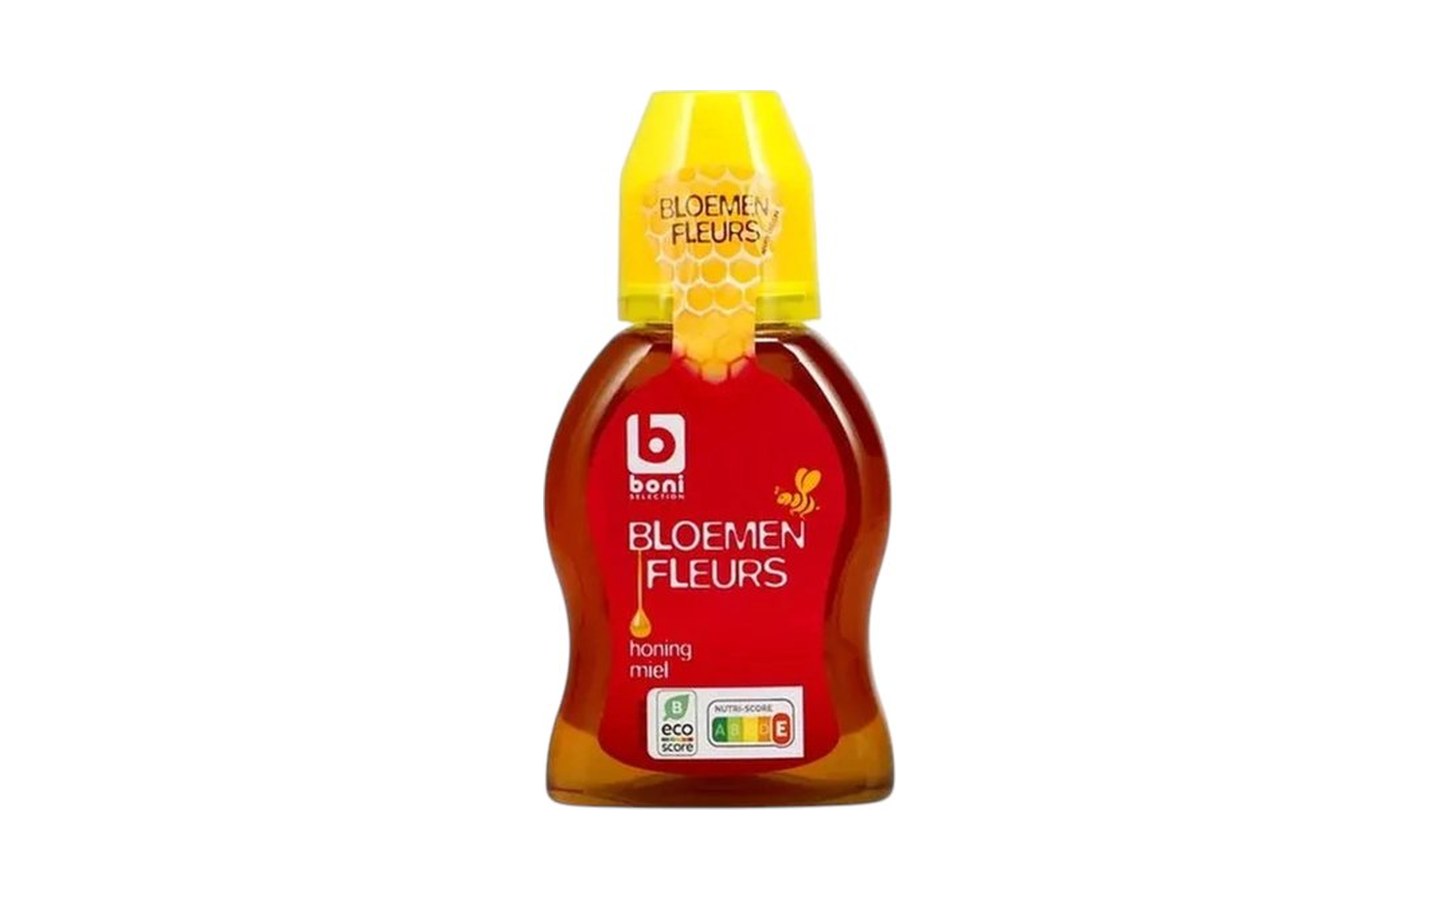 BLOEMEN
FLEURS
b
boni
SELECTION
BLOEMEN
FLEURS
honing
miel
B
eco
score
NUTRI-SCORE
A B D E